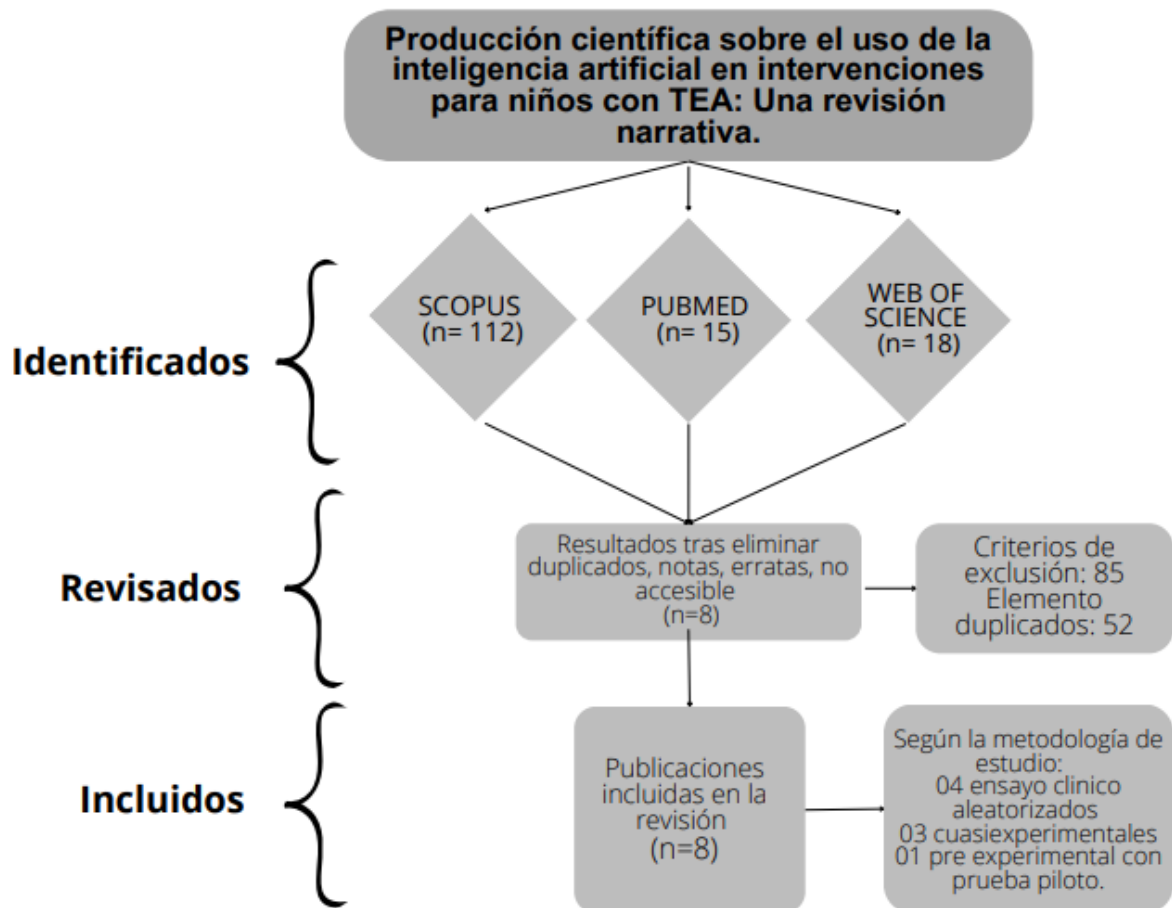 Producción científica sobre el uso de la
inteligencia artificial en intervenciones
para niños con TEA: Una revisión
narrativa.
Identificados
SCOPUS
(n= 112)
PUBMED
(n= 15)
WEB OF
SCIENCE
(n= 18)
Revisados
Resultados tras eliminar
duplicados, notas, erratas, no
accesible
(n=8)
Criterios de
exclusión: 85
Elemento
duplicados: 52
Incluidos
Publicaciones
incluidas en la
revisión
(n=8)
Según la metodología de
estudio:
04 ensayo clinico
aleatorizados
03 cuasiexperimentales
01 pre experimental con
prueba piloto.